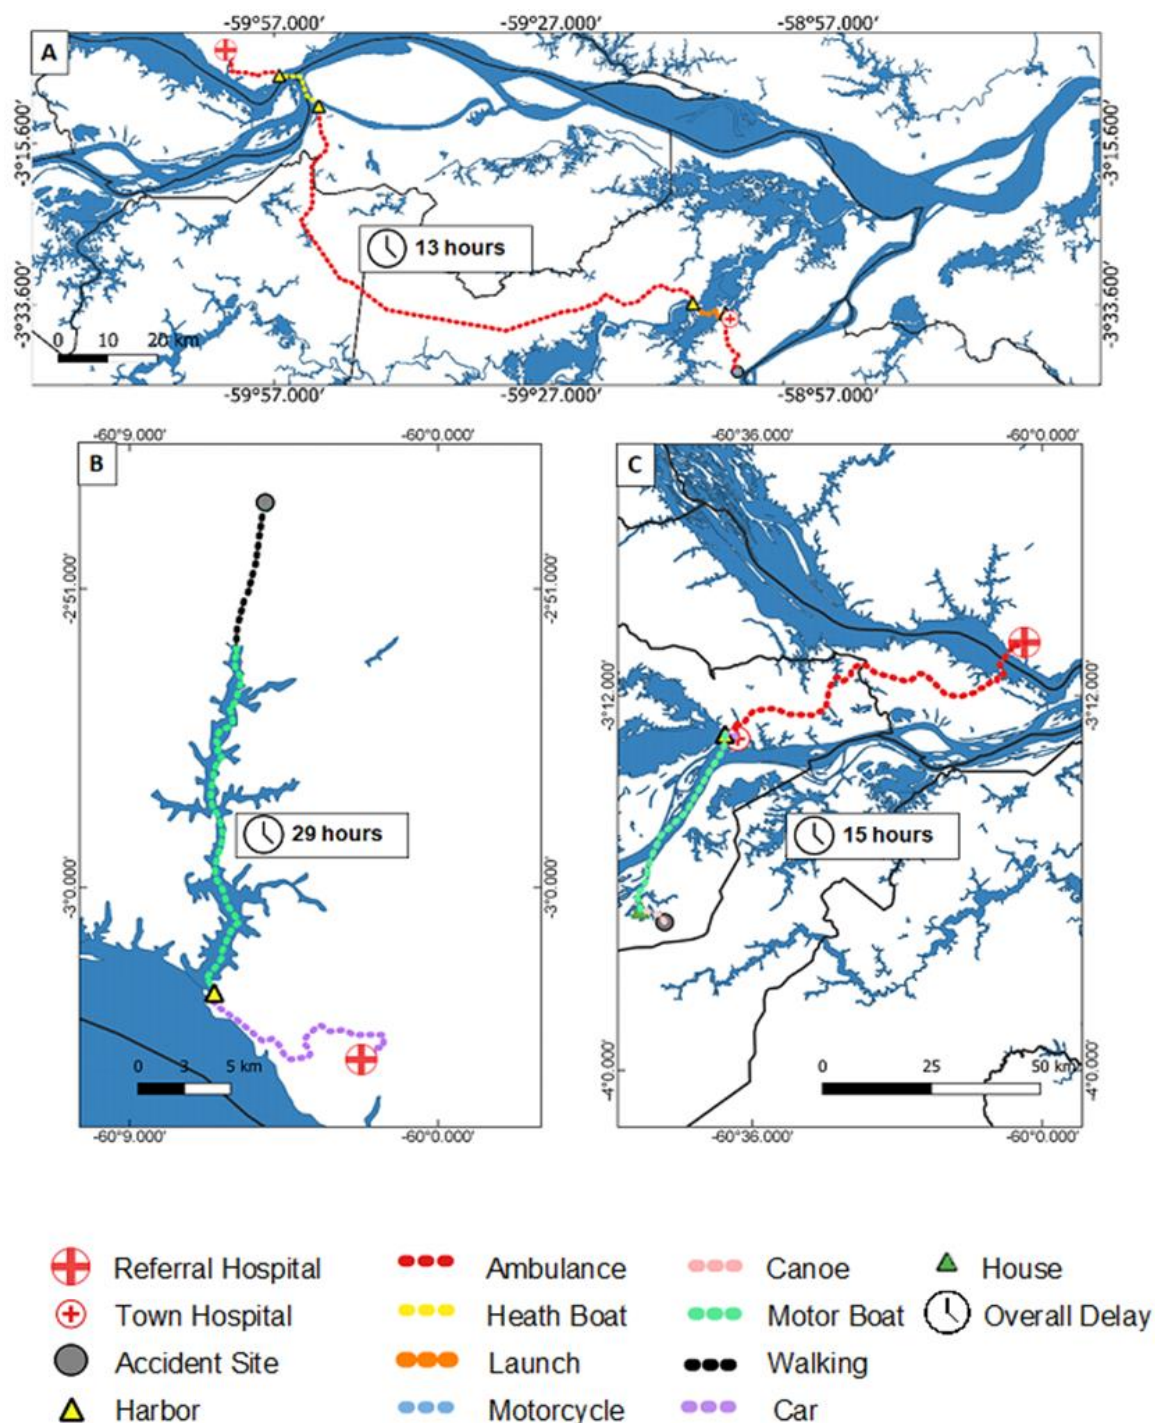 -59°57.000' -59°27.000' -58°57.000'
A
-3°15.600' -3°15.600'
13 hours
-3°33.600' -3°33.600'
0 10 20 km
-59°57.000' -59°27.000' -58°57.000'
-60°9.000' -60°0.000'
B
-2°51.000' -2°51.000'
29 hours
-3°0.000' -3°0.000'
0 3 5 km
-60°9.000' -60°0.000'
-60°36.000' -60°0.000'
C
-3°12.000' -3°12.000'
15 hours
0 25 50 km
-4°0.000' -4°0.000'
-60°36.000' -60°0.000'
Referral Hospital Ambulance Canoe House
Town Hospital Heath Boat Motor Boat Overall Delay
Accident Site Launch Walking
Harbor Motorcycle Car